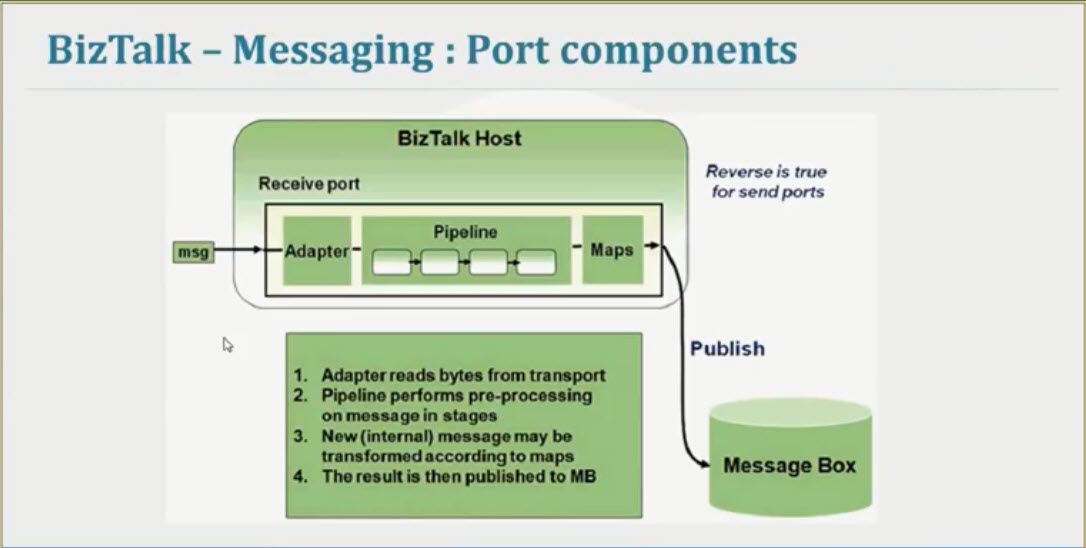 BizTalk – Messaging : Port components
BizTalk Host
Receive port
Reverse is true
for send ports
msg
Adapter
Pipeline
Maps
Publish
1. Adapter reads bytes from transport
2. Pipeline performs pre-processing
on message in stages
3. New (internal) message may be
transformed according to maps
4. The result is then published to MB
Message Box